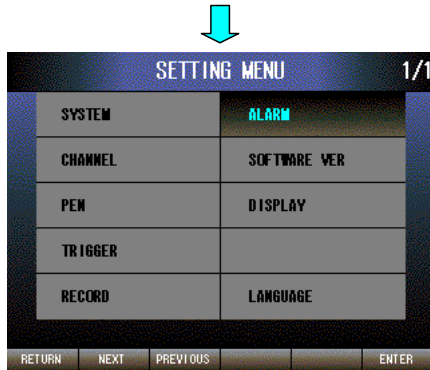 SETTING MENU 1/1
SYSTEM ALARM
CHANNEL SOFTWARE VER
PEN DISPLAY
TRIGGER
RECORD LANGUAGE
RETURN NEXT PREVIOUS ENTER